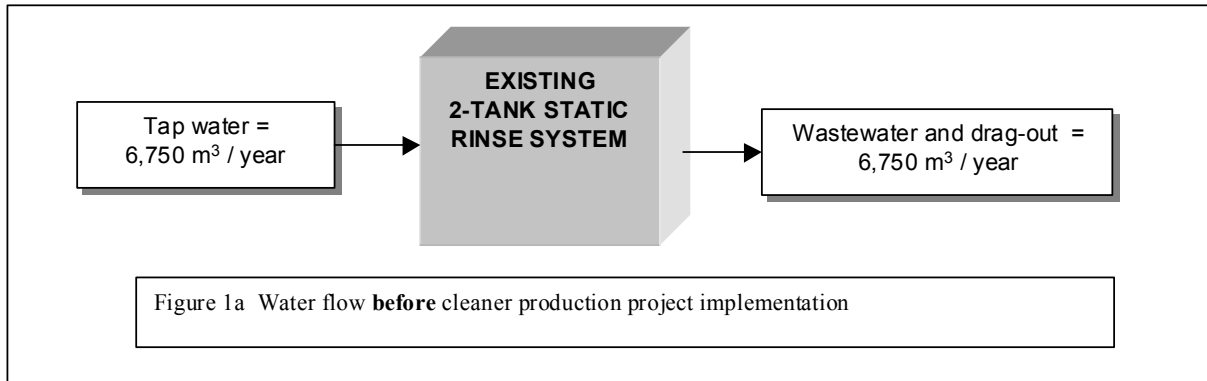 Tap water =
6,750 m³ / year
EXISTING
2-TANK STATIC
RINSE SYSTEM
Wastewater and drag-out =
6,750 m³ / year
Figure 1a Water flow before cleaner production project implementation